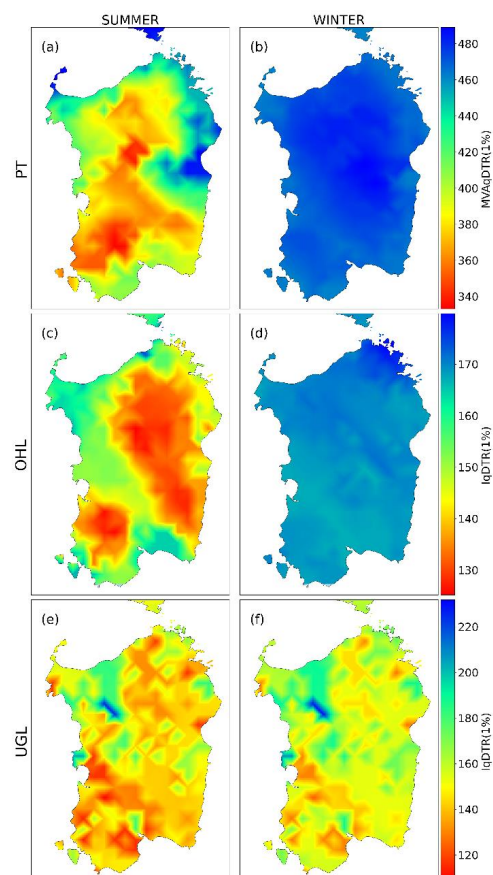 SUMMER WINTER
(a) (b)
PT
480
460
440
420
400
380
360
340
MVAqDTR(1%)
(c) (d)
OHL
170
160
150
140
130
IqDTR(1%)
(e) (f)
UGL
220
200
180
160
140
120
IqDTR(1%)